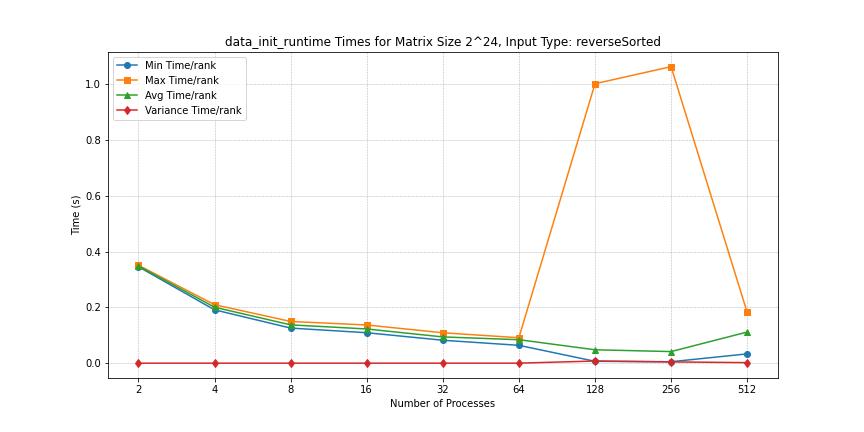 data_init_runtime Times for Matrix Size 2^24, Input Type: reverseSorted
Min Time/rank
Max Time/rank
Avg Time/rank
Variance Time/rank
Time (s)
1.0
0.8
0.6
0.4
0.2
0.0
2 4 8 16 32 64 128 256 512
Number of Processes